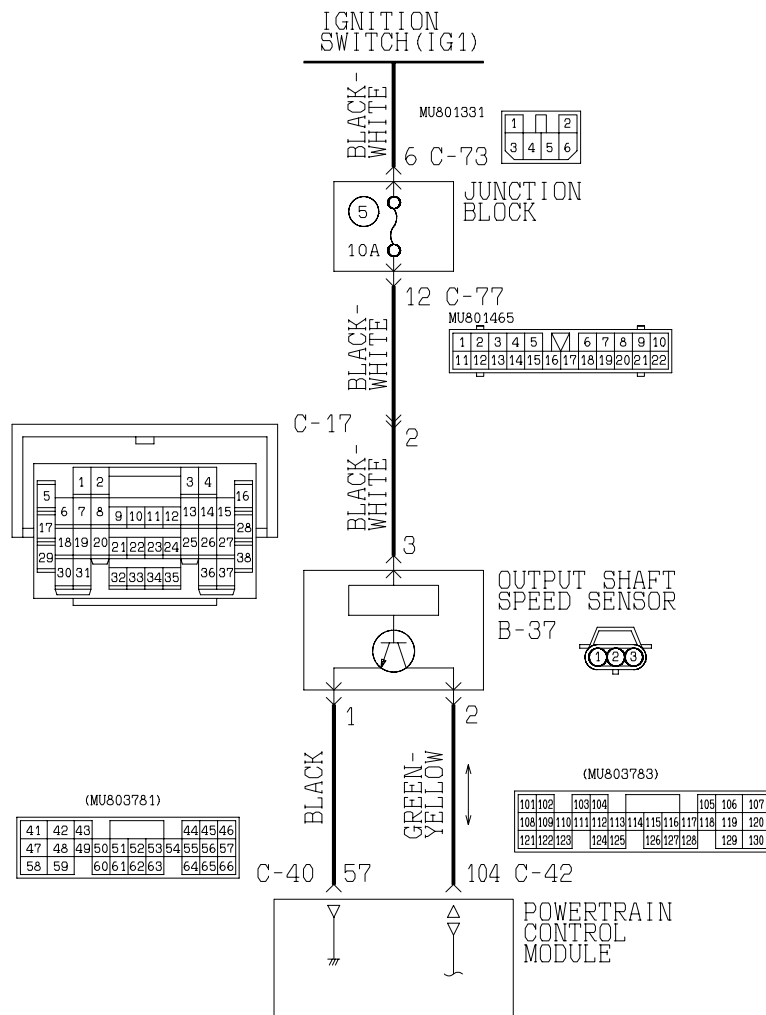 IGNITION
SWITCH(IG1)
BLACK-
WHITE
MU801331
1 2
3 4 5 6
6 C-73
JUNCTION
BLOCK
5
10A
12 C-77
MU801465
1 2 3 4 5 6 7 8 9 10
11 12 13 14 15 16 17 18 19 20 21 22
BLACK-
WHITE
C-17
2
1 2 3 4
5 16
6 7 8 9 10 11 12 13 14 15
17 28
18 19 20 21 22 23 24 25 26 27
29 38
30 31 32 33 34 35 36 37
BLACK-
WHITE
3
OUTPUT SHAFT
SPEED SENSOR
B-37
1 2 3
1 2
BLACK
GREEN-
YELLOW
(MU803781)
41 42 43 44 45 46
47 48 49 50 51 52 53 54 55 56 57
58 59 60 61 62 63 64 65 66
(MU803783)
101 102 103 104 105 106 107
108 109 110 111 112 113 114 115 116 117 118 119 120
121 122 123 124 125 126 127 128 129 130
C-40 57
104 C-42
POWERTRAIN
CONTROL
MODULE